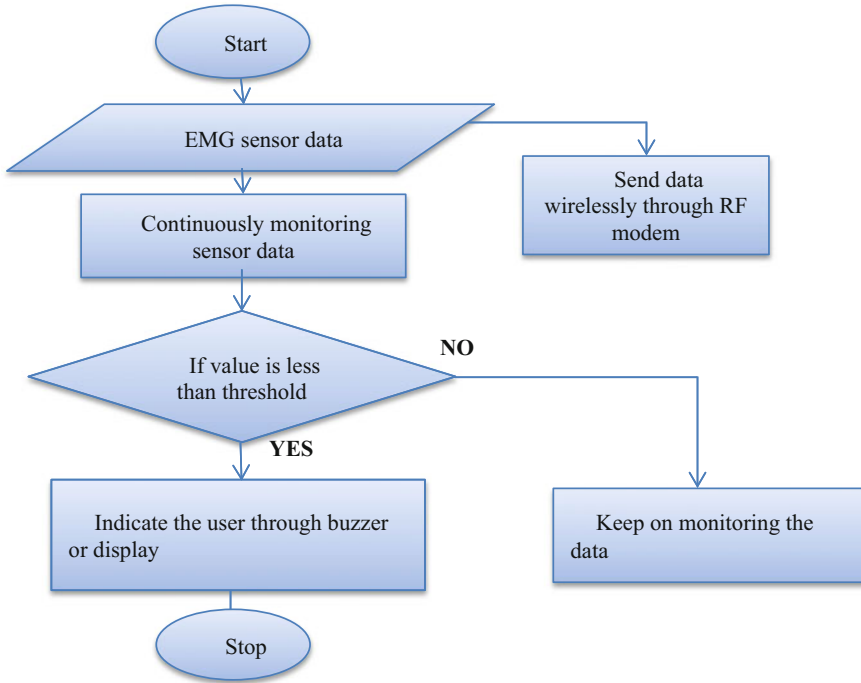 Start
EMG sensor data
Send data
wirelessly through RF
modem
Continuously monitoring
sensor data
If value is less
than threshold
NO
YES
Indicate the user through buzzer
or display
Keep on monitoring the
data
Stop